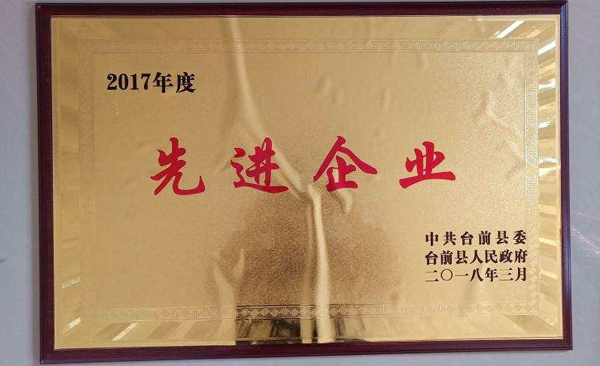 2017年度
先进企业
中共台前县委
台前县人民政府
二〇一八年三月